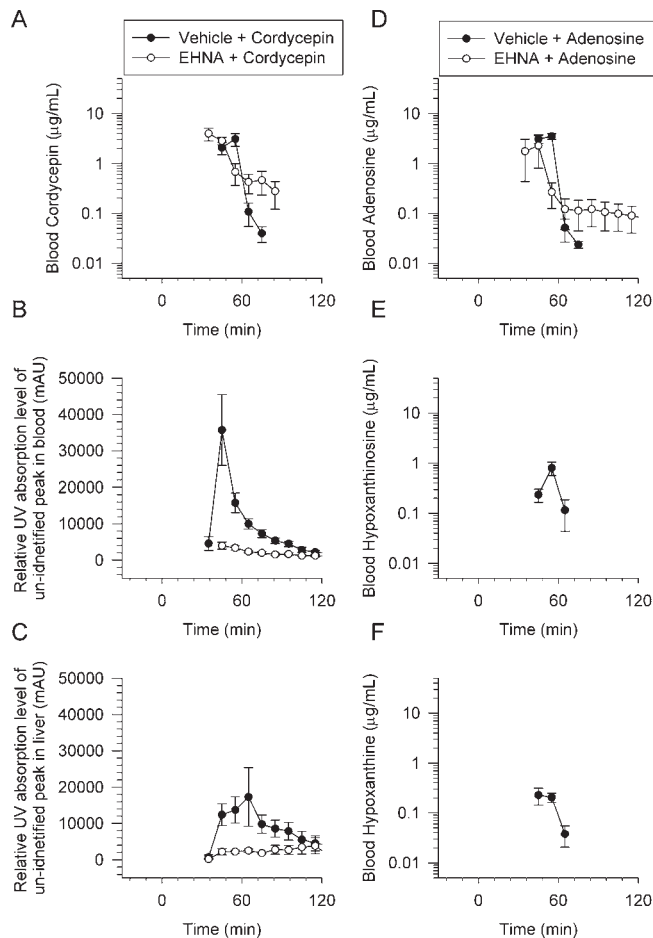 A
Vehicle + Cordycepin
EHNA + Cordycepin
Blood Cordycepin (µg/mL)
10
1
0.1
0.01
0
60
120
Time (min)
B
Relative UV absorption level of
un-idnetified peak in blood (mAU)
50000
40000
30000
20000
10000
0
0
60
120
Time (min)
C
Relative UV absorption level of
un-idnetified peak in liver (mAU)
50000
40000
30000
20000
10000
0
0
60
120
Time (min)
D
Vehicle + Adenosine
EHNA + Adenosine
Blood Adenosine (µg/mL)
10
1
0.1
0.01
0
60
120
Time (min)
E
Blood Hypoxanthinosine (µg/mL)
10
1
0.1
0.01
0
60
120
Time (min)
F
Blood Hypoxanthine (µg/mL)
10
1
0.1
0.01
0
60
120
Time (min)